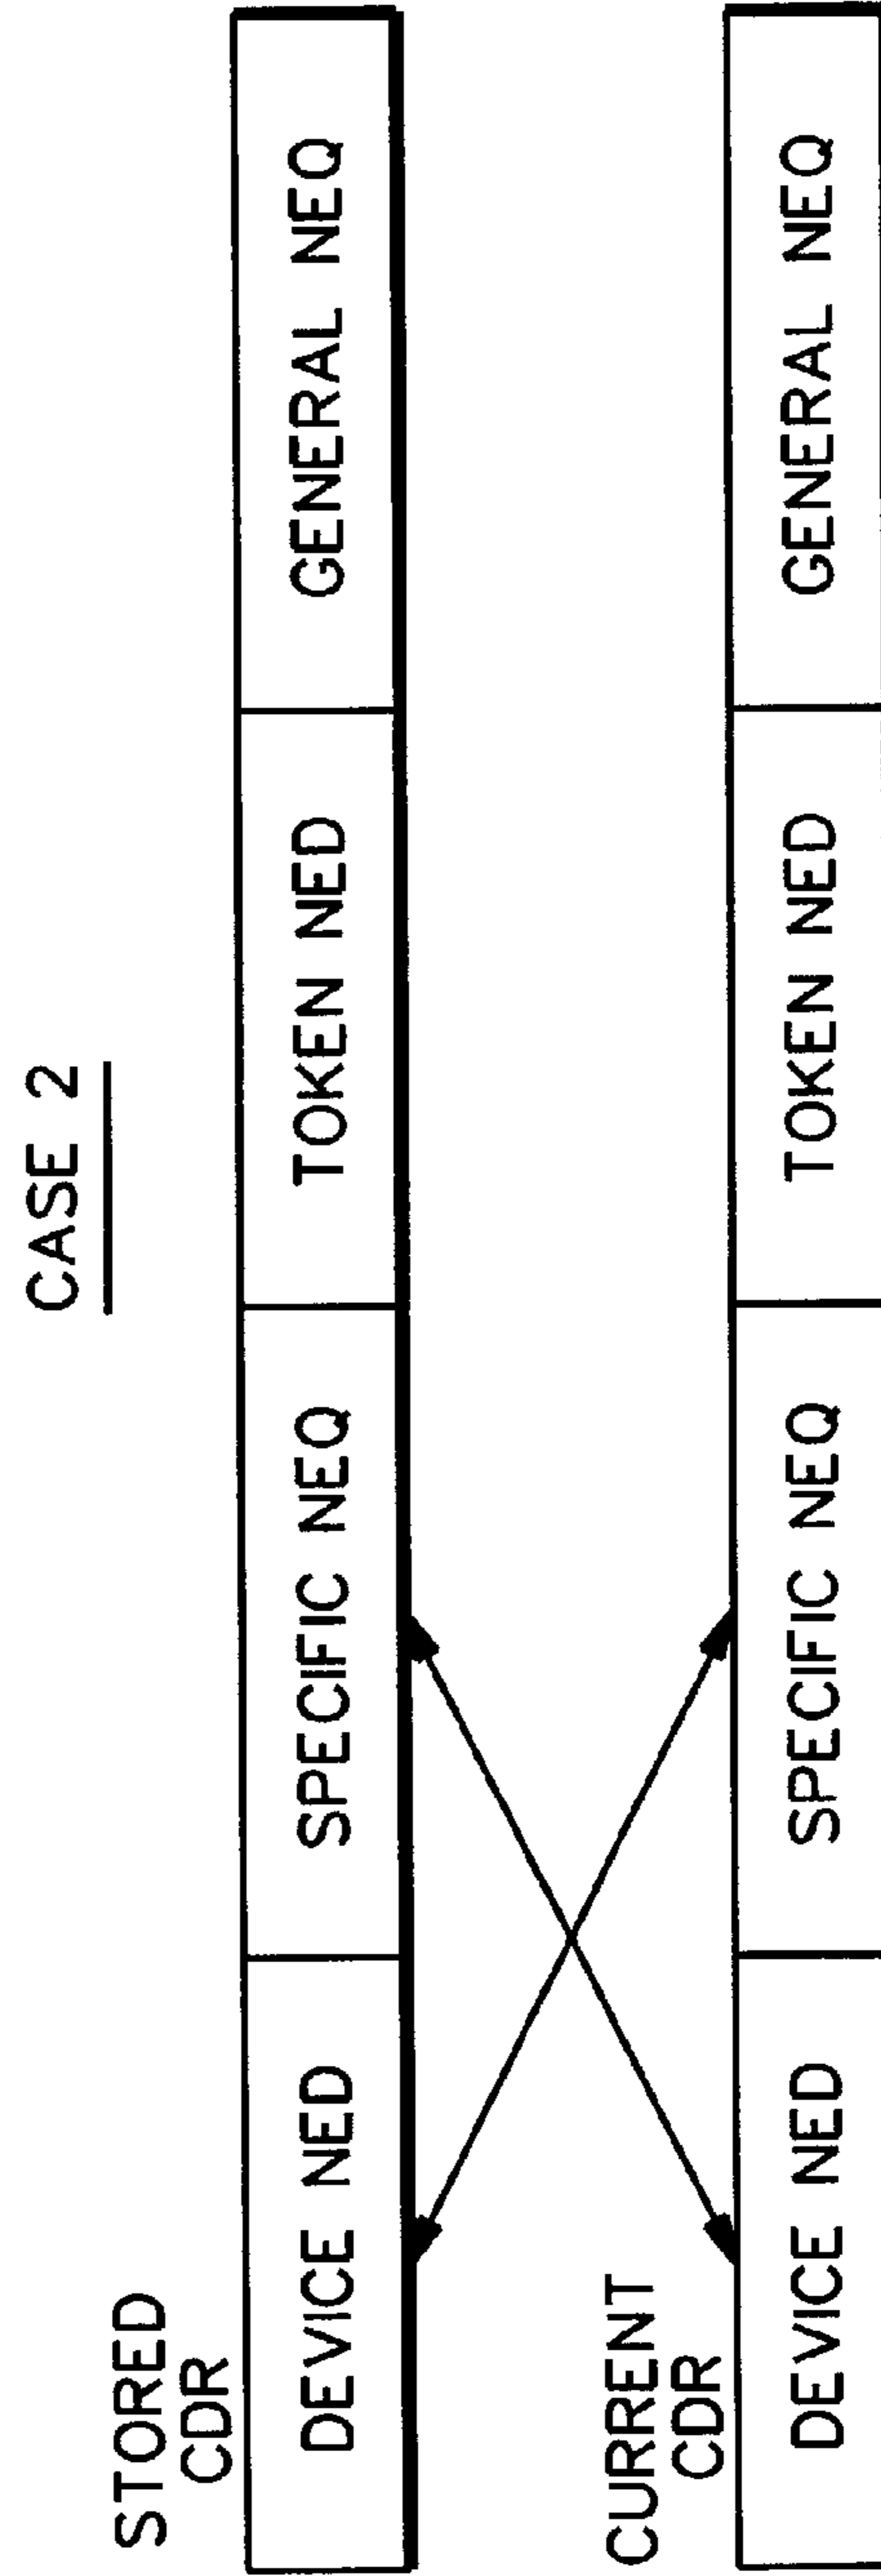 CASE 2
STORED
CDR
DEVICE NED
SPECIFIC NEQ
TOKEN NED
GENERAL NEQ
CURRENT
CDR
DEVICE NED
SPECIFIC NEQ
TOKEN NED
GENERAL NEQ